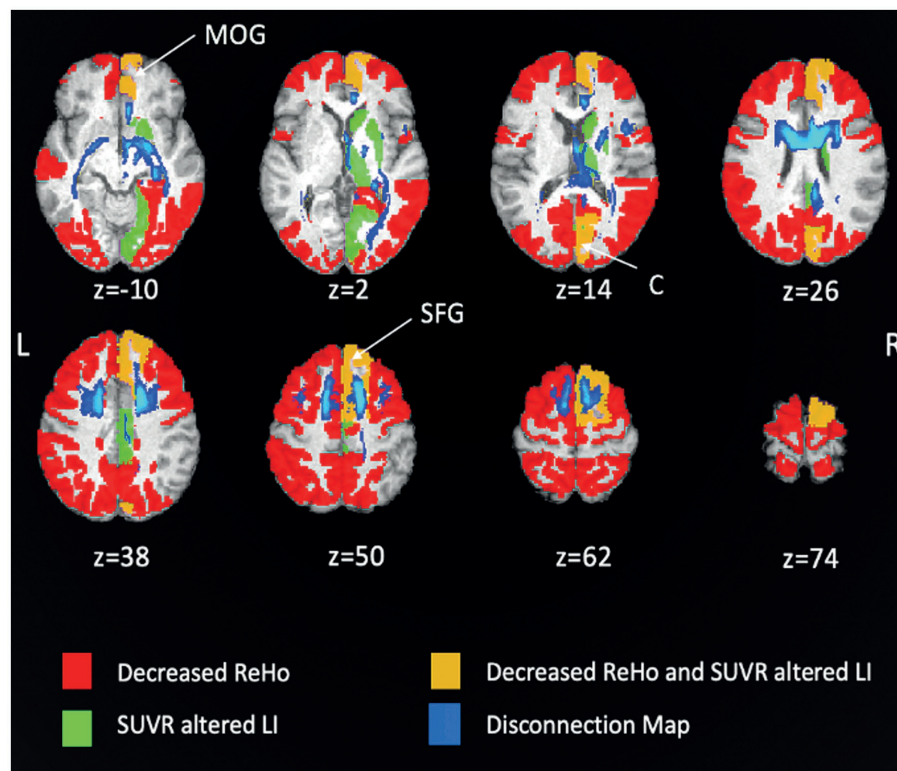 MOG
z=-10
z=2
z=14
C
z=26
L
SFG
R
z=38
z=50
z=62
z=74
Decreased ReHo
Decreased ReHo and SUVR altered LI
SUVR altered LI
Disconnection Map